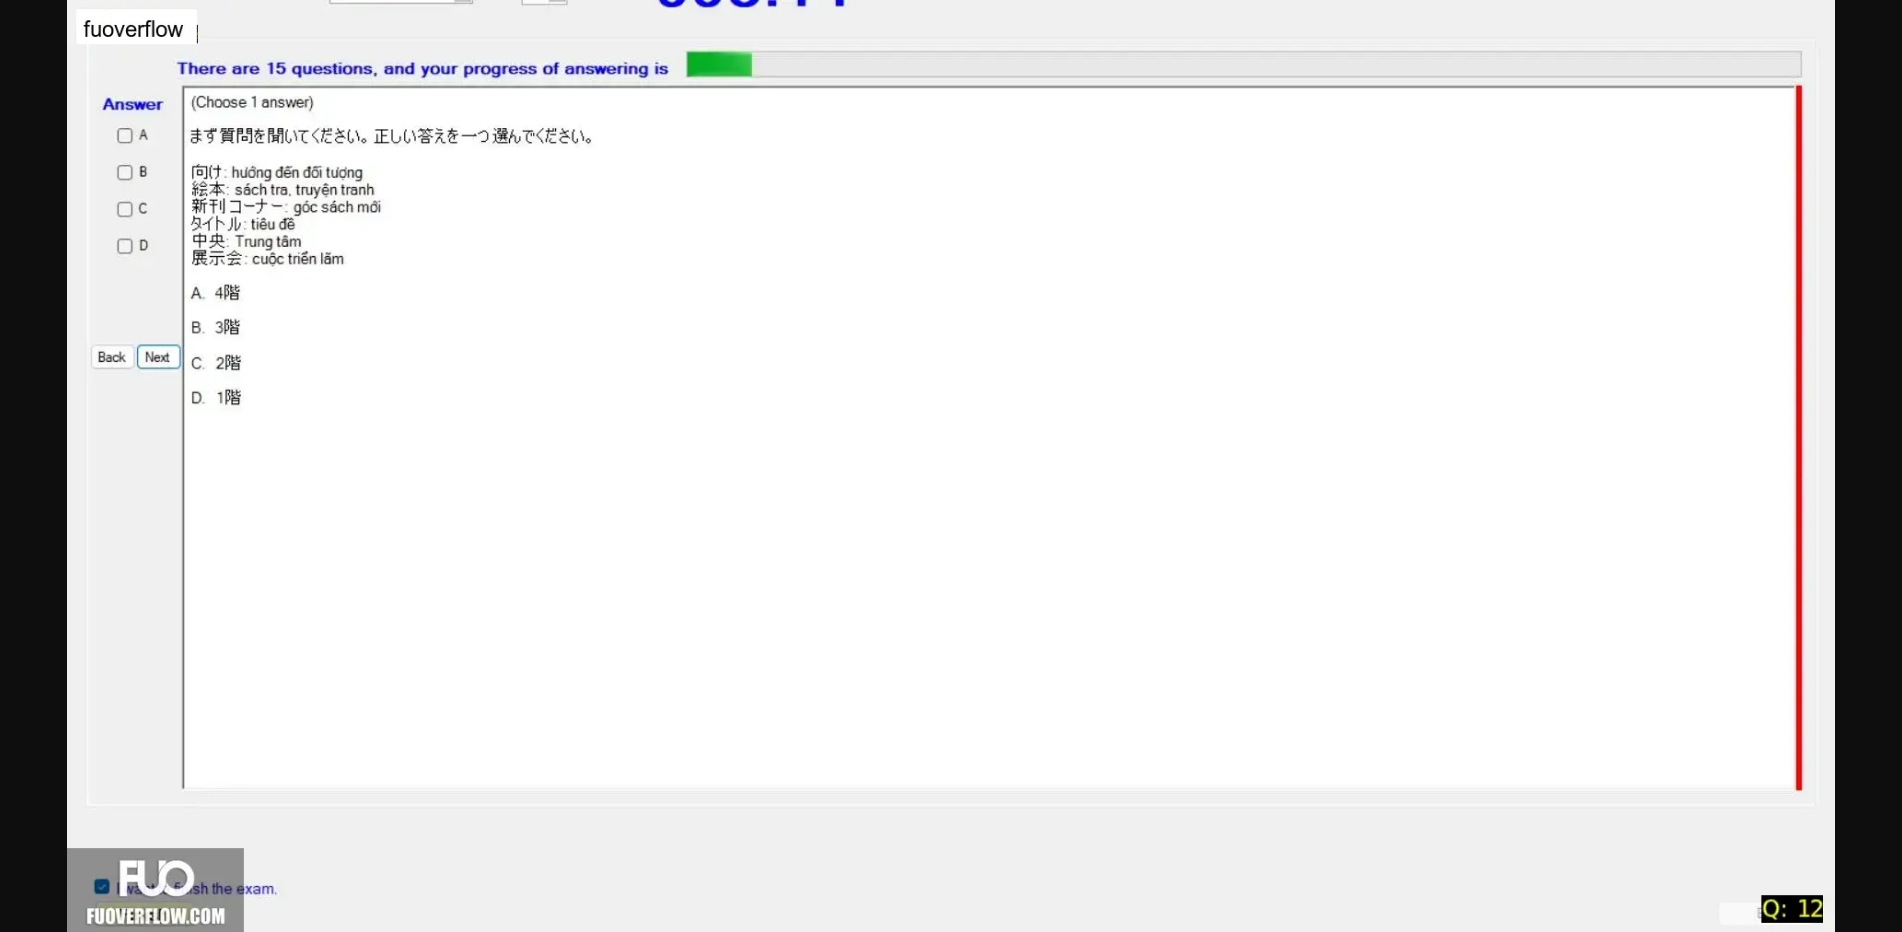 fuoverflow
There are 15 questions, and your progress of answering is
Answer
(Choose 1 answer)
A
まず質問を聞いてください。正しい答えを一つ選んでください。
B
向け: hướng đến đối tượng
絵本: sách tra, truyện tranh
C
新刊コーナー: góc sách mới
タイトル: tiêu đề
D
中央: Trung tâm
展示会: cuộc triển lãm
A. 4階
B. 3階
Back
Next
C. 2階
D. 1階
FUO
I finish the exam.
FUOVERFLOW.COM
Q: 12